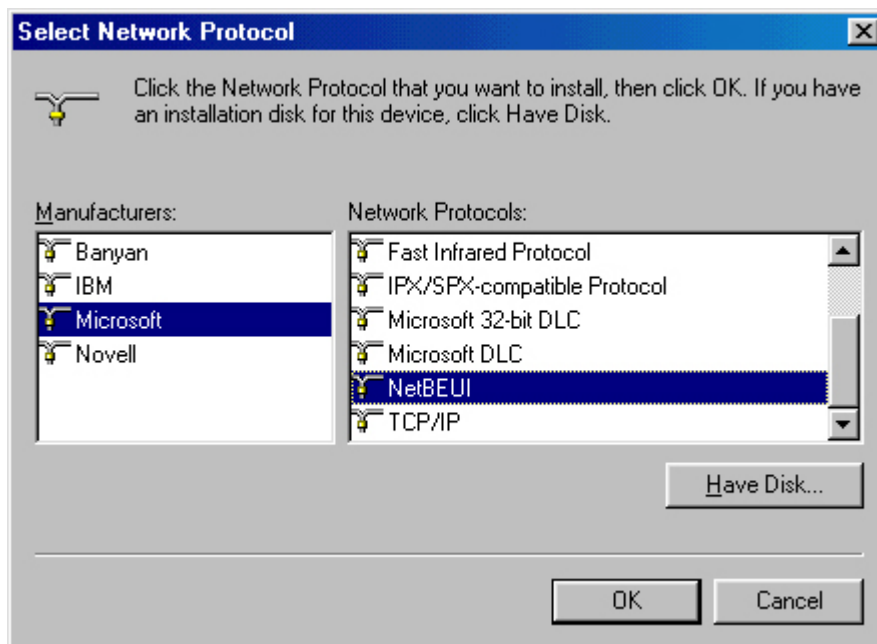 Select Network Protocol
Click the Network Protocol that you want to install, then click OK. If you have
an installation disk for this device, click Have Disk.
Manufacturers:
Banyan
IBM
Microsoft
Novell
Network Protocols:
Fast Infrared Protocol
IPX/SPX-compatible Protocol
Microsoft 32-bit DLC
Microsoft DLC
NetBEUI
TCP/IP
Have Disk...
OK
Cancel